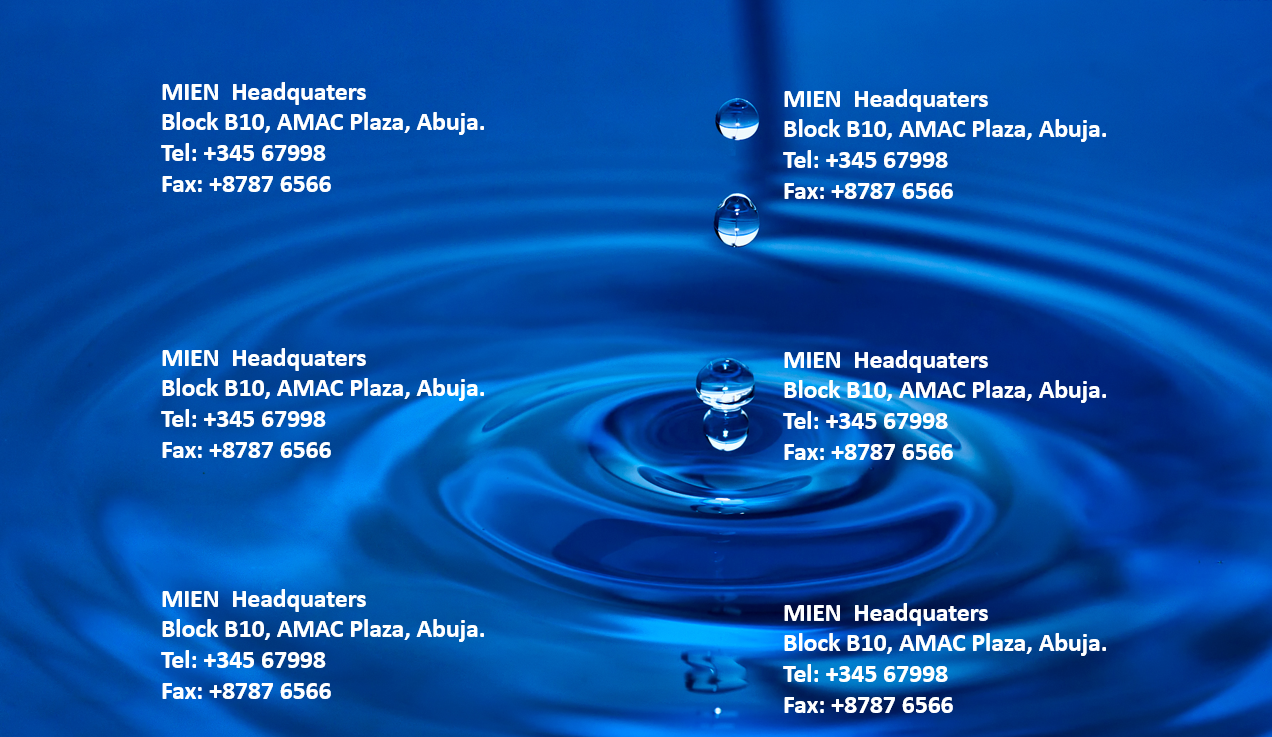 MIEN  Headquaters
Block B10, AMAC Plaza, Abuja.
Tel: +345 67998
Fax: +8787 6566
MIEN  Headquaters
Block B10, AMAC Plaza, Abuja.
Tel: +345 67998
Fax: +8787 6566
MIEN  Headquaters
Block B10, AMAC Plaza, Abuja.
Tel: +345 67998
Fax: +8787 6566
MIEN  Headquaters
Block B10, AMAC Plaza, Abuja.
Tel: +345 67998
Fax: +8787 6566
MIEN  Headquaters
Block B10, AMAC Plaza, Abuja.
Tel: +345 67998
Fax: +8787 6566
MIEN  Headquaters
Block B10, AMAC Plaza, Abuja.
Tel: +345 67998
Fax: +8787 6566